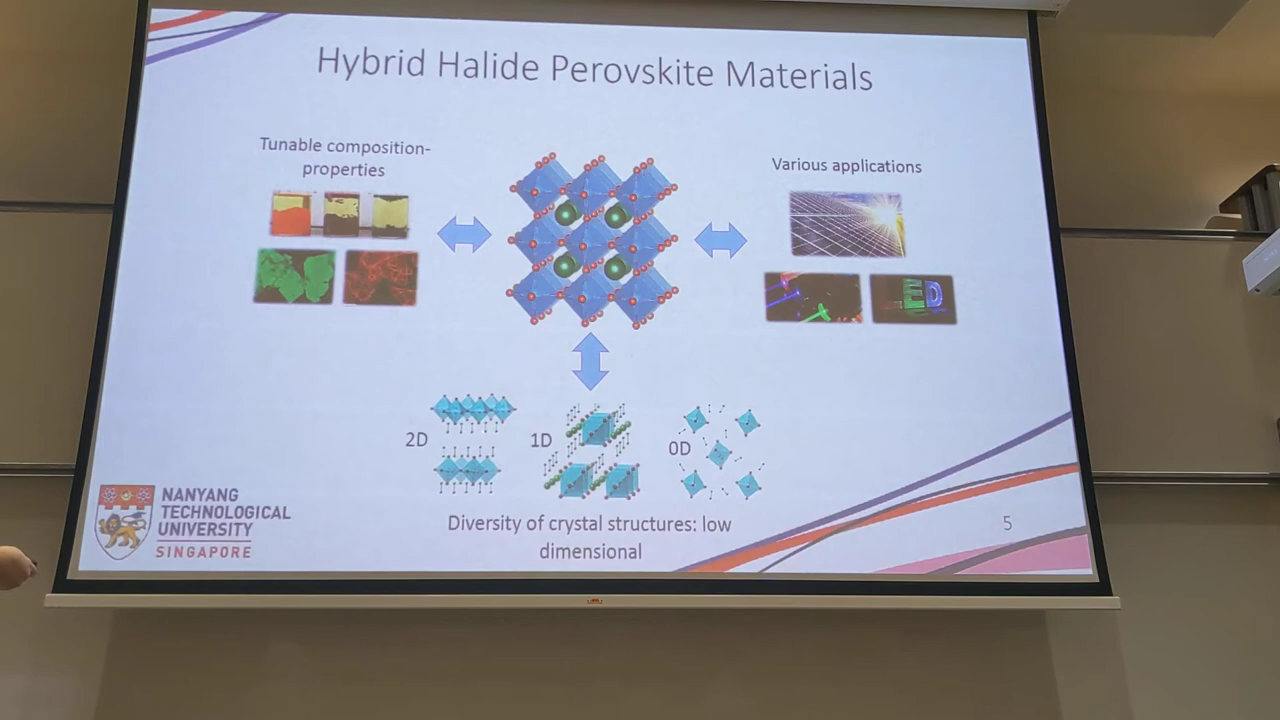 Hybrid Halide Perovskite Materials
Tunable composition-
properties
Various applications
2D
1D
0D
Diversity of crystal structures: low
dimensional
NANYANG
TECHNOLOGICAL
UNIVERSITY
SINGAPORE
5